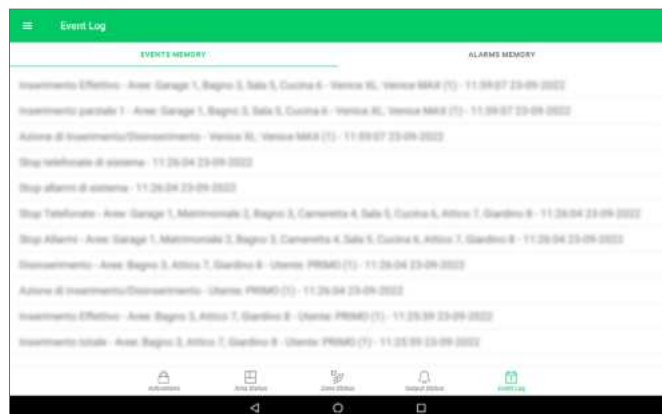 Event Log
EVENTS MEMORY
ALARMS MEMORY
Inserimento Effettivo - Aree: Garage 1, Bagno 3, Sala 5, Cucina 6 - Venice XL, Venice MAX (1) - 11:59:07 23-09-2022
Inserimento parziale 1 - Aree: Garage 1, Bagno 3, Sala 5, Cucina 6 - Venice XL, Venice MAX (1) - 11:59:07 23-09-2022
Azione di Inserimento/Disinserimento - Venice XL, Venice MAX (1) - 11:59:07 23-09-2022
Stop telefonate di sistema - 11:26:04 23-09-2022
Stop allarmi di sistema - 11:26:04 23-09-2022
Stop Telefonate - Aree: Garage 1, Matrimoniale 2, Bagno 3, Cameretta 4, Sala 5, Cucina 6, Attico 7, Giardino 8 - 11:26:04 23-09-2022
Stop Allarmi - Aree: Garage 1, Matrimoniale 2, Bagno 3, Cameretta 4, Sala 5, Cucina 6, Attico 7, Giardino 8 - 11:26:04 23-09-2022
Disinserimento - Aree: Bagno 3, Attico 7, Giardino 8 - Utente: PRIMO (1) - 11:26:04 23-09-2022
Azione di Inserimento/Disinserimento - Utente: PRIMO (1) - 11:26:04 23-09-2022
Inserimento Effettivo - Aree: Bagno 3, Attico 7, Giardino 8 - Utente: PRIMO (1) - 11:25:59 23-09-2022
Inserimento totale - Aree: Bagno 3, Attico 7, Giardino 8 - Utente: PRIMO (1) - 11:25:59 23-09-2022
Activations
Area Status
Zone Status
Output Status
Event Log